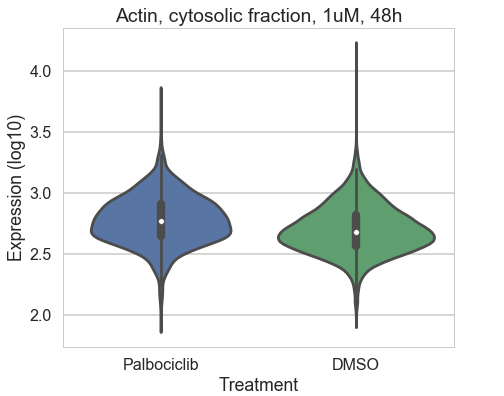 Actin, cytosolic fraction, 1uM, 48h
Expression (log10)
4.0
3.5
3.0
2.5
2.0
Palbociclib
DMSO
Treatment